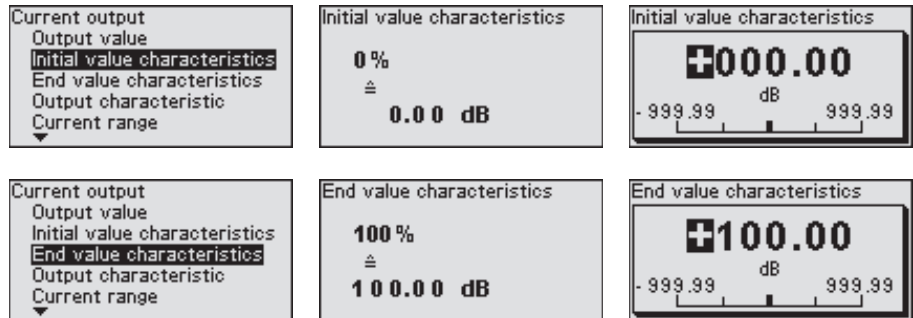 Current output
Output value
Initial value characteristics
End value characteristics
Output characteristic
Current range
Initial value characteristics
0 %
≙
0.00 dB
Initial value characteristics
+000.00
dB
- 999.99 999.99
Current output
Output value
Initial value characteristics
End value characteristics
Output characteristic
Current range
End value characteristics
100 %
≙
100.00 dB
End value characteristics
+100.00
dB
- 999.99 999.99